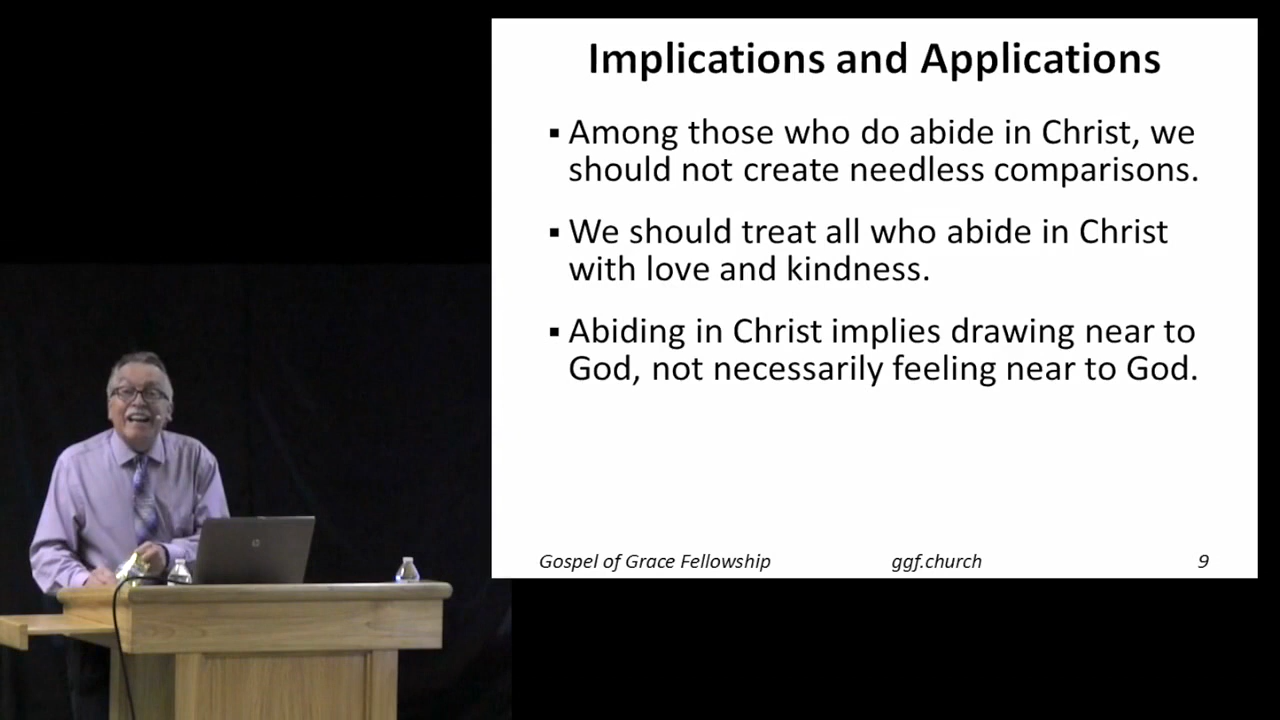 Implications and Applications
▪ Among those who do abide in Christ, we
should not create needless comparisons.
▪ We should treat all who abide in Christ
with love and kindness.
▪ Abiding in Christ implies drawing near to
God, not necessarily feeling near to God.
Gospel of Grace Fellowship ggf.church 9